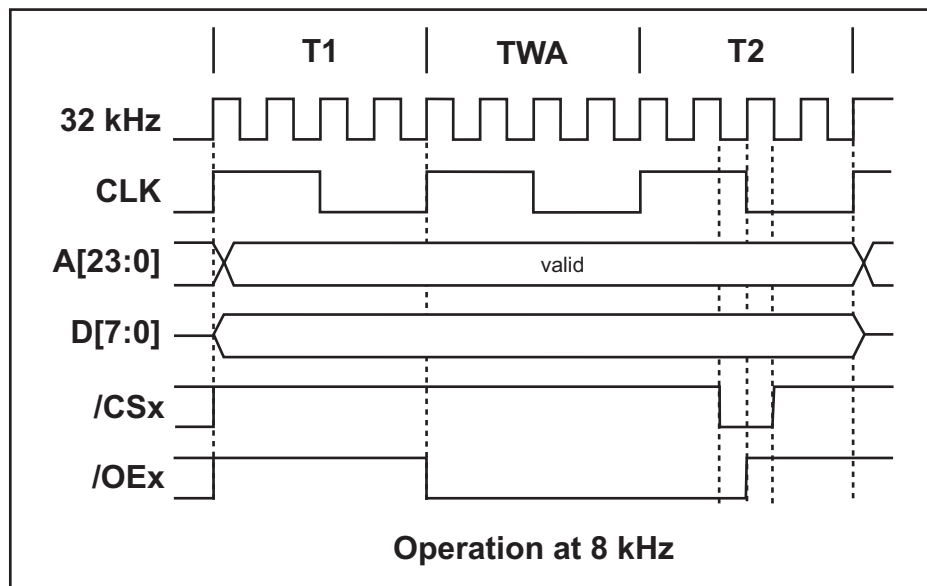 T1 TWA T2
32 kHz
CLK
A[23:0] valid
D[7:0]
/CSx
/OEx
Operation at 8 kHz